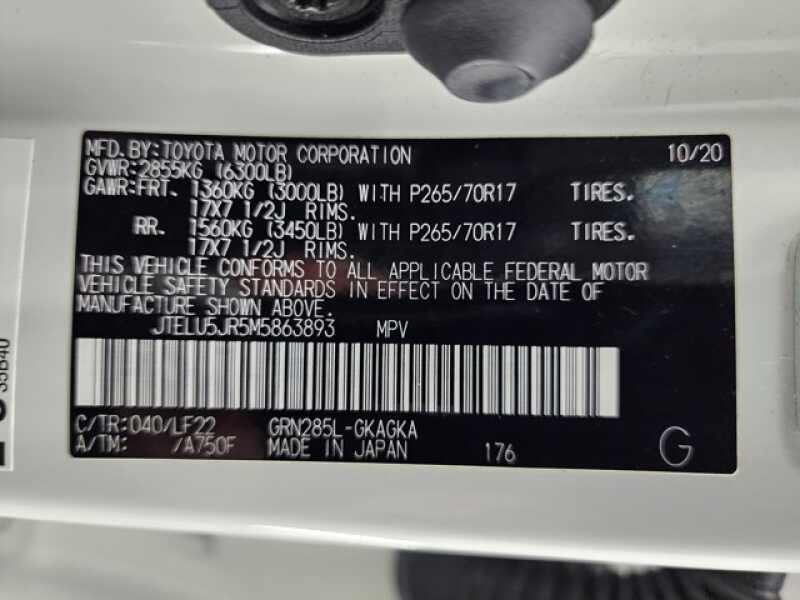 MFD. BY: TOYOTA MOTOR CORPORATION 10/20
GVWR: 2855KG (6300LB)
GAWR: FRT. 1360KG (3000LB) WITH P265/70R17 TIRES.
17X7 1/2J RIMS.
RR. 1560KG (3450LB) WITH P265/70R17 TIRES.
17X7 1/2J RIMS.
THIS VEHICLE CONFORMS TO ALL APPLICABLE FEDERAL MOTOR
VEHICLE SAFETY STANDARDS IN EFFECT ON THE DATE OF
MANUFACTURE SHOWN ABOVE.
JTELU5JR5M5863893 MPV
C/TR: 040/LF22 GRN285L-GKAGKA
A/TM: /A750F MADE IN JAPAN 176 G
35B40